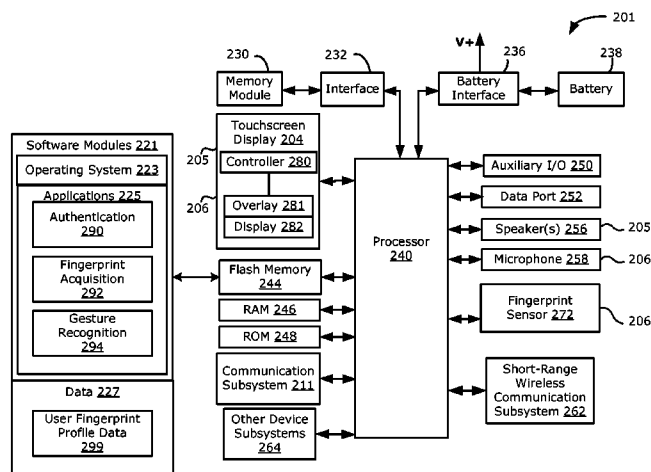 201
V+
230
232
236
238
Memory
Module
Interface
Battery
Interface
Battery
Touchscreen
Display 204
205
Controller 280
206
Overlay 281
Display 282
Software Modules 221
Operating System 223
Applications 225
Authentication
290
Fingerprint
Acquisition
292
Gesture
Recognition
294
Data 227
User Fingerprint
Profile Data
299
Flash Memory
244
RAM 246
ROM 248
Communication
Subsystem 211
Other Device
Subsystems
264
Processor
240
Auxiliary I/O 250
Data Port 252
Speaker(s) 256
205
Microphone 258
206
Fingerprint
Sensor 272
206
Short-Range
Wireless
Communication
Subsystem 262